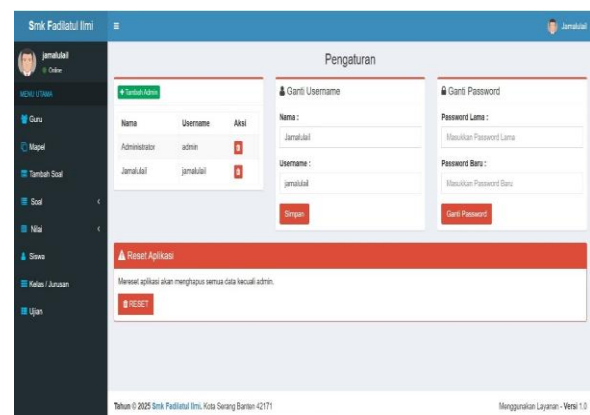 Smk Fadilatul Ilmi
Jamalulail
jamalulail
Online
MENU UTAMA
Guru
Mapel
Tambah Soal
Soal
Nilai
Siswa
Kelas / Jurusan
Ujian
Pengaturan
+ Tambah Admin
Nama Username Aksi
Administrator admin
Jamalulail jamalulail
Ganti Username
Nama :
Jamalulail
Username :
jamalulail
Simpan
Ganti Password
Password Lama :
Masukkan Password Lama
Password Baru :
Masukkan Password Baru
Ganti Password
Reset Aplikasi
Mereset aplikasi akan menghapus semua data kecuali admin.
RESET
Tahun © 2025 Smk Fadilatul Ilmi. Kota Serang Banten 42171
Menggunakan Layanan - Versi 1.0